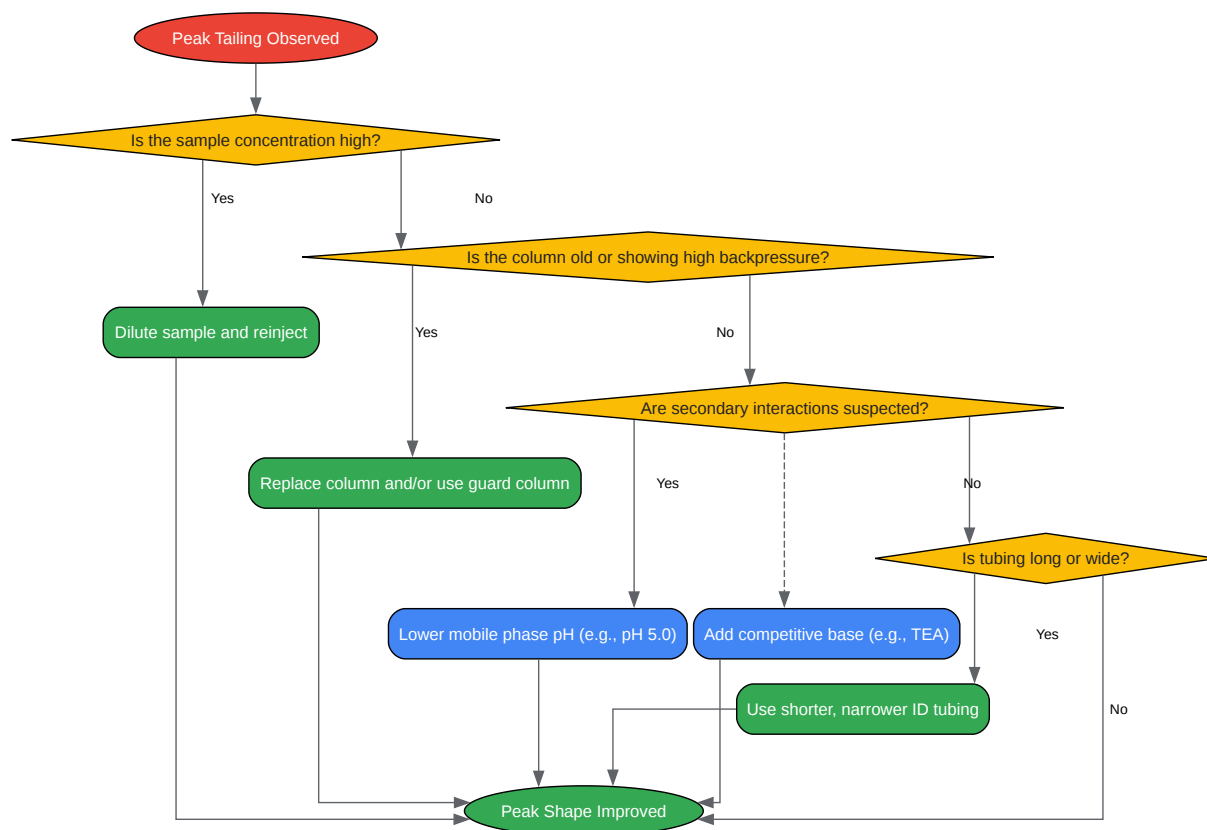 Peak Tailing Observed
Is the sample concentration high?
Yes
No
Is the column old or showing high backpressure?
Dilute sample and reinject
Yes
No
Are secondary interactions suspected?
Replace column and/or use guard column
Yes
No
Is tubing long or wide?
Lower mobile phase pH (e.g., pH 5.0)
Add competitive base (e.g., TEA)
Yes
Use shorter, narrower ID tubing
No
Peak Shape Improved